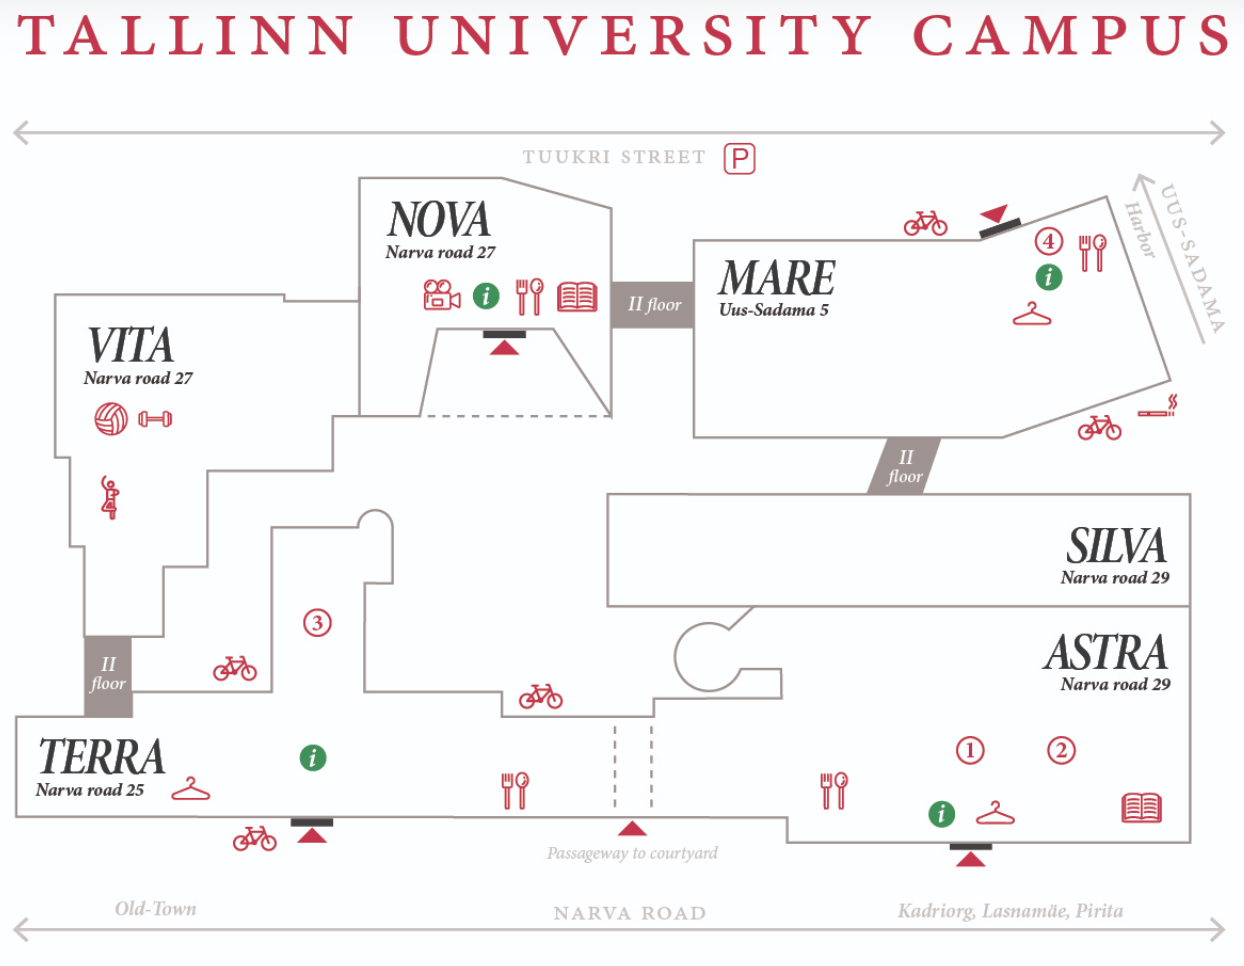 TALLINN UNIVERSITY CAMPUS
TUUKRI STREET P
UUS-SADAMA
Harbor
NOVA
Narva road 27
i
II floor
MARE
Uus-Sadama 5
4
i
VITA
Narva road 27
II
floor
SILVA
Narva road 29
3
II
floor
ASTRA
Narva road 29
1 2
i
TERRA
Narva road 25
i
Passageway to courtyard
Old-Town
NARVA ROAD
Kadriorg, Lasnamäe, Pirita